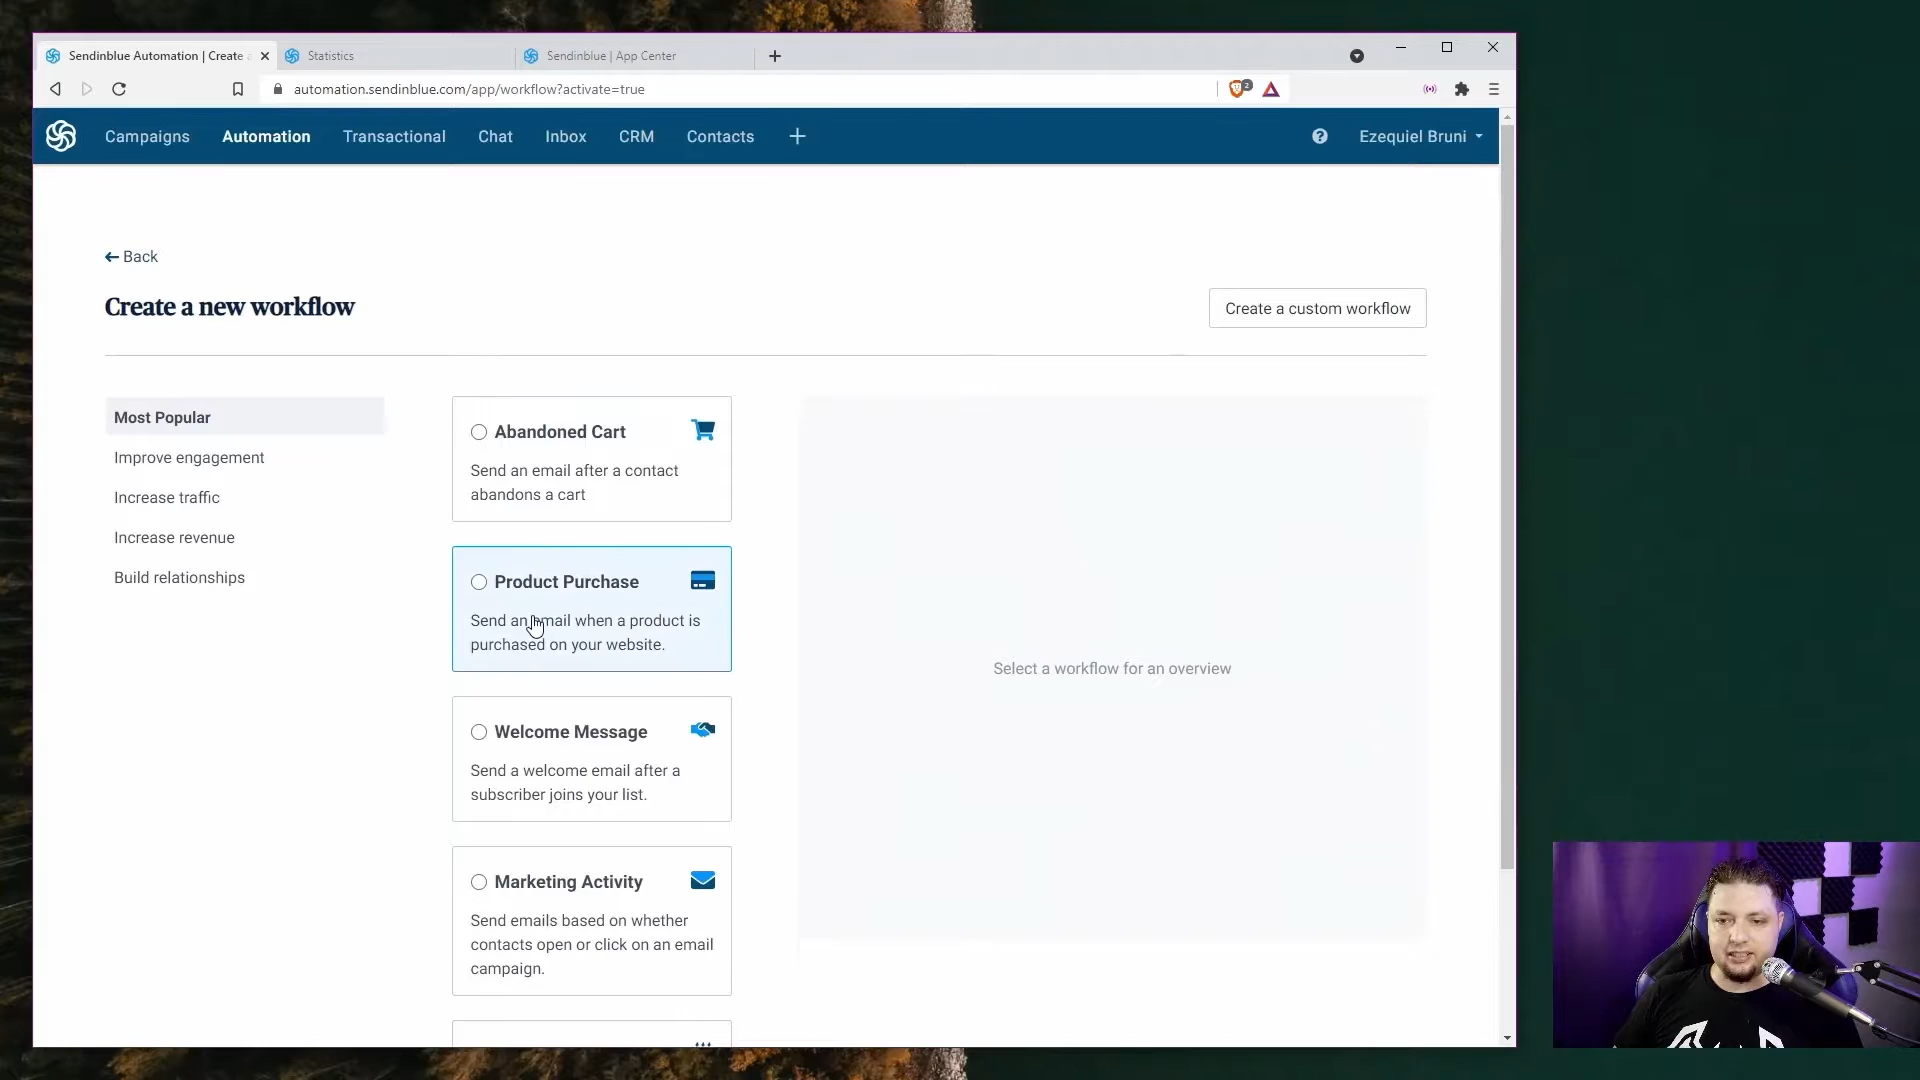 Sendinblue Automation | Create
Statistics
Sendinblue | App Center
automation.sendinblue.com/app/workflow?activate=true
2
Campaigns
Automation
Transactional
Chat
Inbox
CRM
Contacts
Ezequiel Bruni
Back
Create a new workflow
Create a custom workflow
Most Popular
Improve engagement
Increase traffic
Increase revenue
Build relationships
Abandoned Cart
Send an email after a contact
abandons a cart
Product Purchase
Send an email when a product is
purchased on your website.
Welcome Message
Send a welcome email after a
subscriber joins your list.
Marketing Activity
Send emails based on whether
contacts open or click on an email
campaign.
Select a workflow for an overview